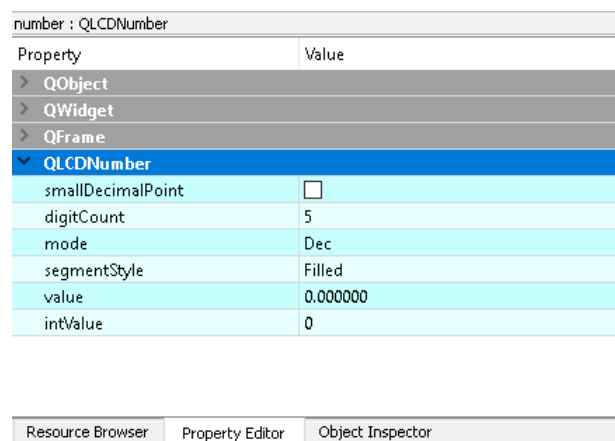 number : QLCDNumber
Property Value
QObject
QWidget
QFrame
QLCDNumber
smallDecimalPoint
digitCount 5
mode Dec
segmentStyle Filled
value 0.000000
intValue 0
Resource Browser Property Editor Object Inspector